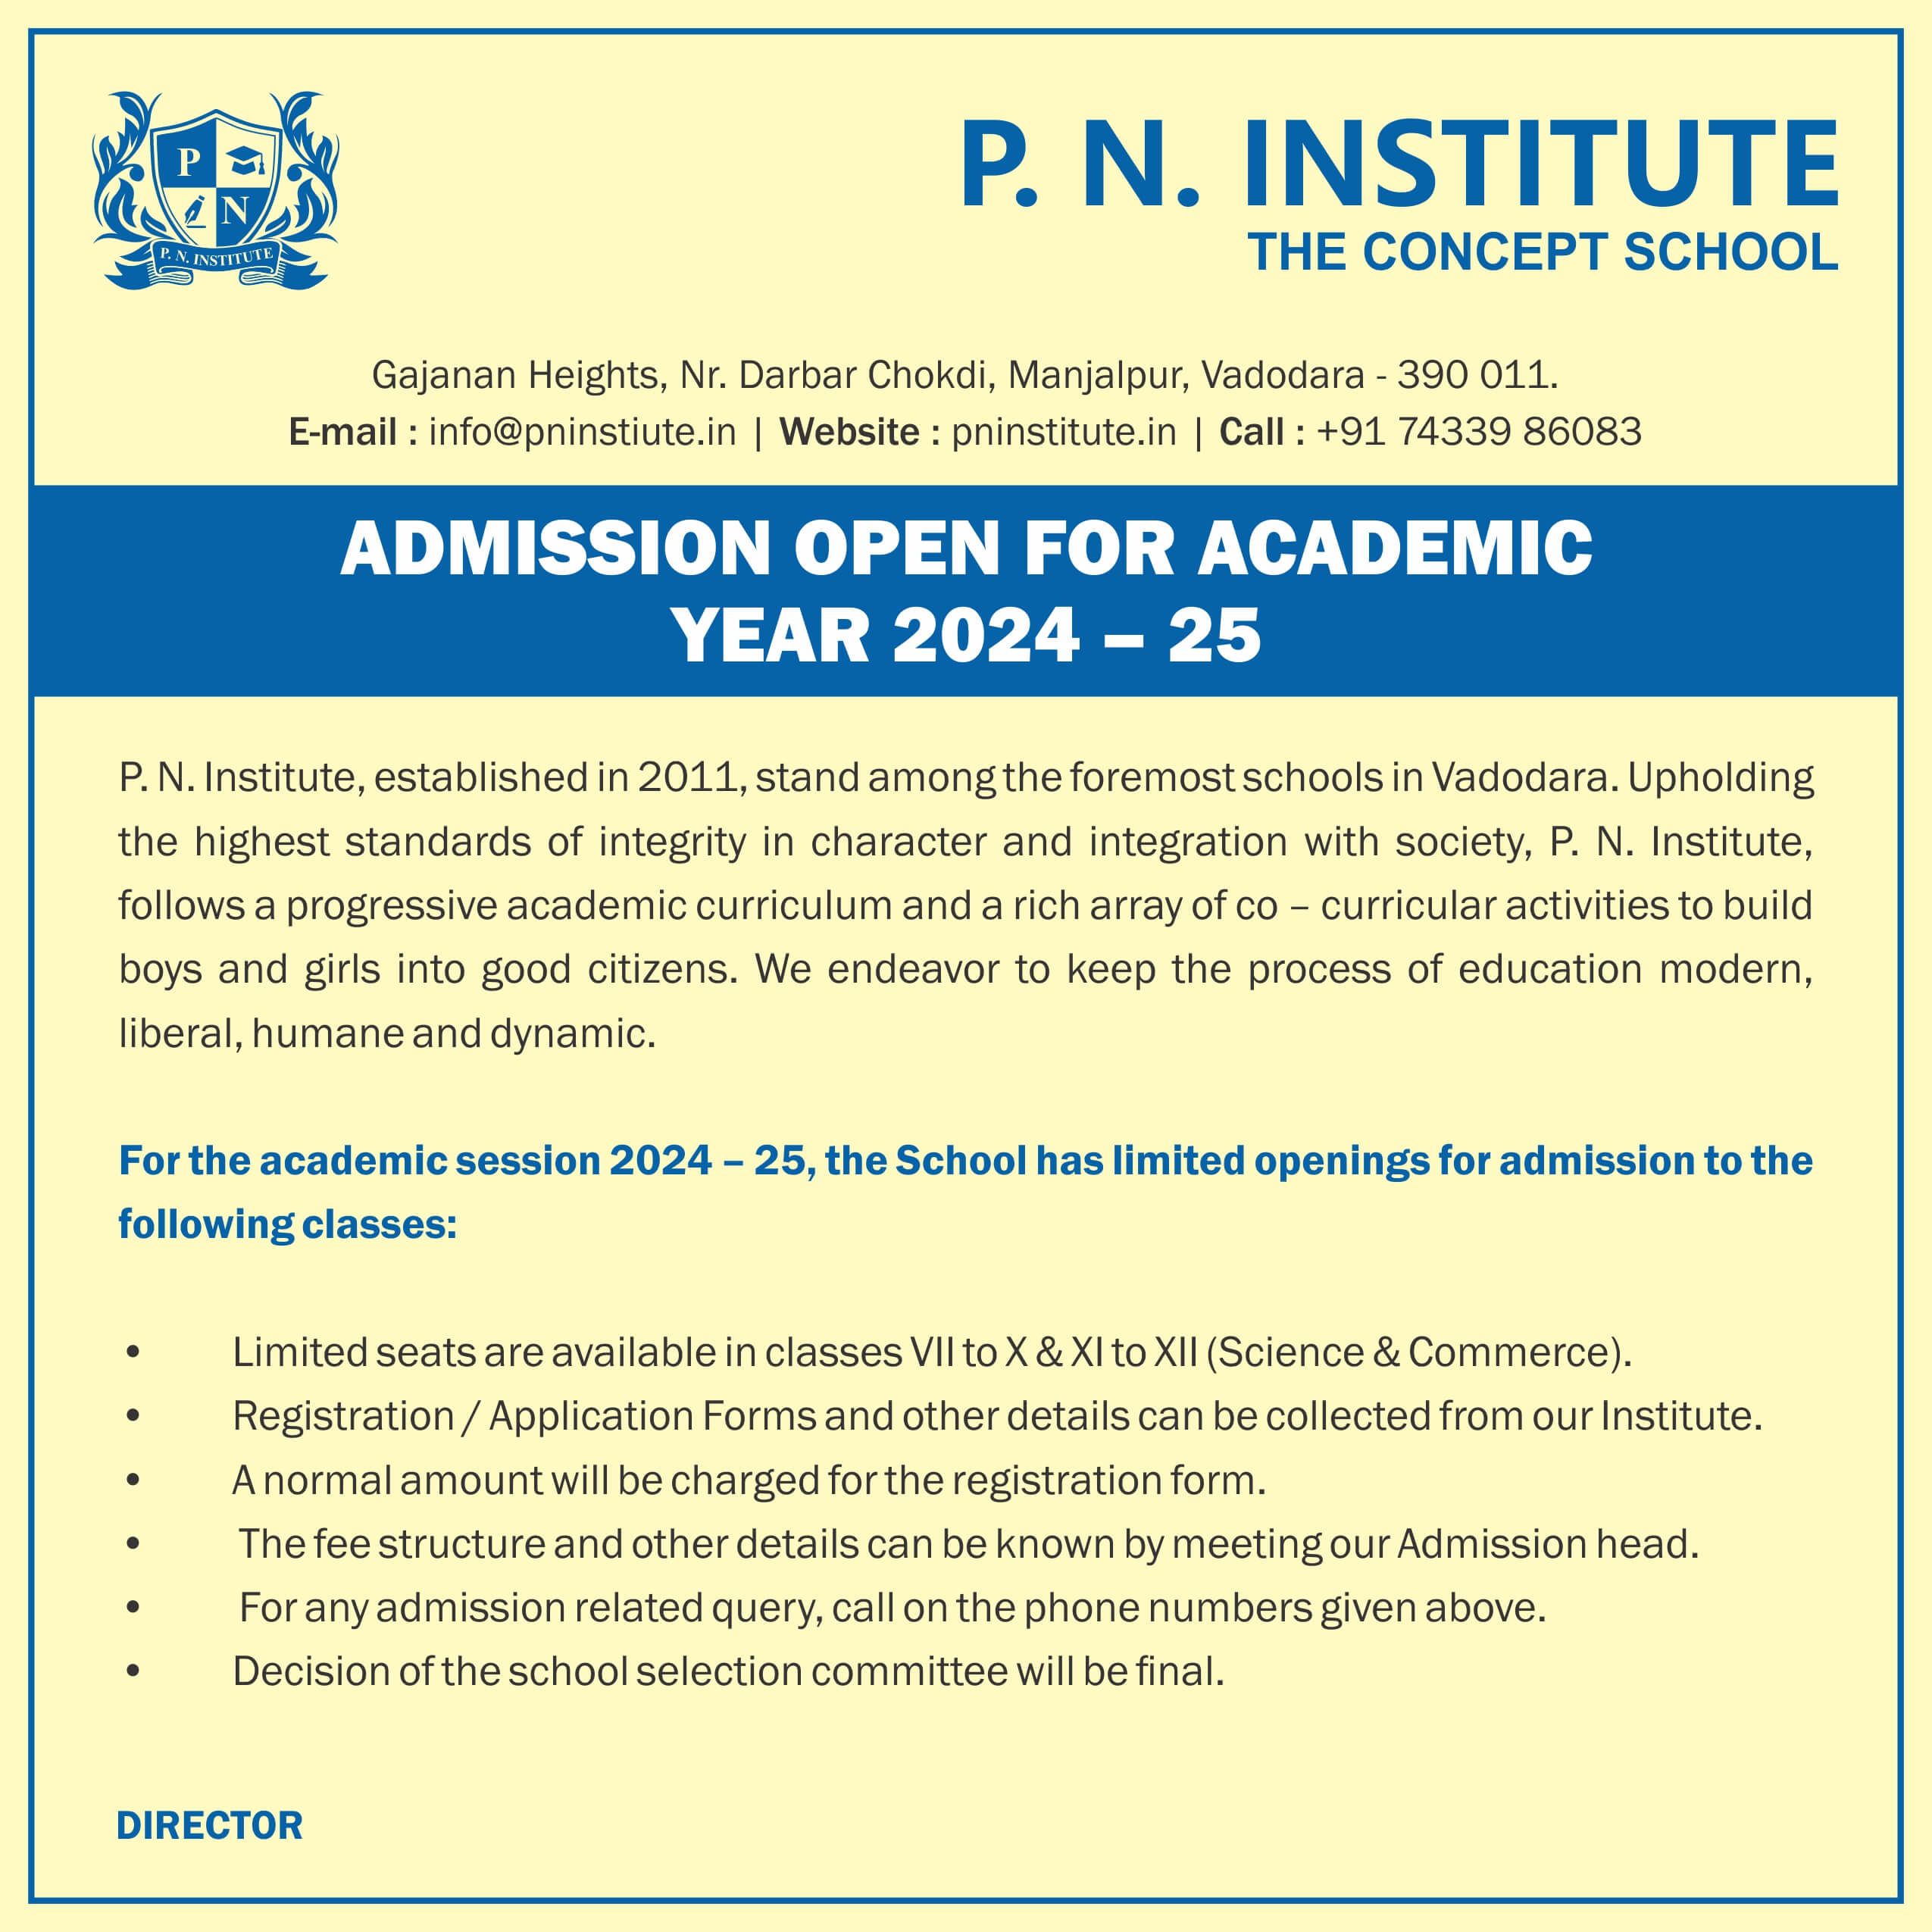 P
N
P. N. INSTITUTE
P. N. INSTITUTE
THE CONCEPT SCHOOL
Gajanan Heights, Nr. Darbar Chokdi, Manjalpur, Vadodara - 390 011.
E-mail : info@pninstiute.in | Website : pninstitute.in | Call : +91 74339 86083
ADMISSION OPEN FOR ACADEMIC
YEAR 2024 – 25
P. N. Institute, established in 2011, stand among the foremost schools in Vadodara. Upholding
the highest standards of integrity in character and integration with society, P. N. Institute,
follows a progressive academic curriculum and a rich array of co – curricular activities to build
boys and girls into good citizens. We endeavor to keep the process of education modern,
liberal, humane and dynamic.
For the academic session 2024 – 25, the School has limited openings for admission to the
following classes:
• Limited seats are available in classes VII to X & XI to XII (Science & Commerce).
• Registration / Application Forms and other details can be collected from our Institute.
• A normal amount will be charged for the registration form.
• The fee structure and other details can be known by meeting our Admission head.
• For any admission related query, call on the phone numbers given above.
• Decision of the school selection committee will be final.
DIRECTOR